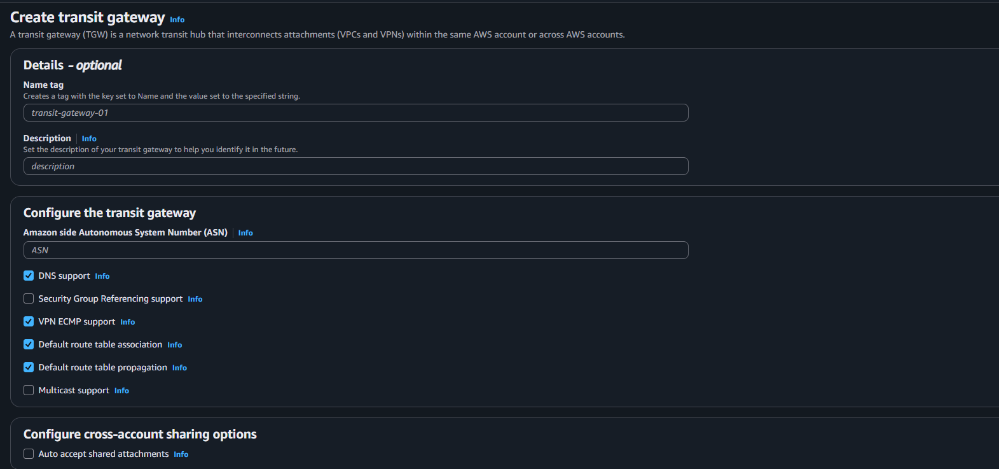 Create transit gateway Info
A transit gateway (TGW) is a network transit hub that interconnects attachments (VPCs and VPNs) within the same AWS account or across AWS accounts.
Details - optional
Name tag
Creates a tag with the key set to Name and the value set to the specified string.
transit-gateway-01
Description Info
Set the description of your transit gateway to help you identify it in the future.
description
Configure the transit gateway
Amazon side Autonomous System Number (ASN) Info
ASN
DNS support Info
Security Group Referencing support Info
VPN ECMP support Info
Default route table association Info
Default route table propagation Info
Multicast support Info
Configure cross-account sharing options
Auto accept shared attachments Info